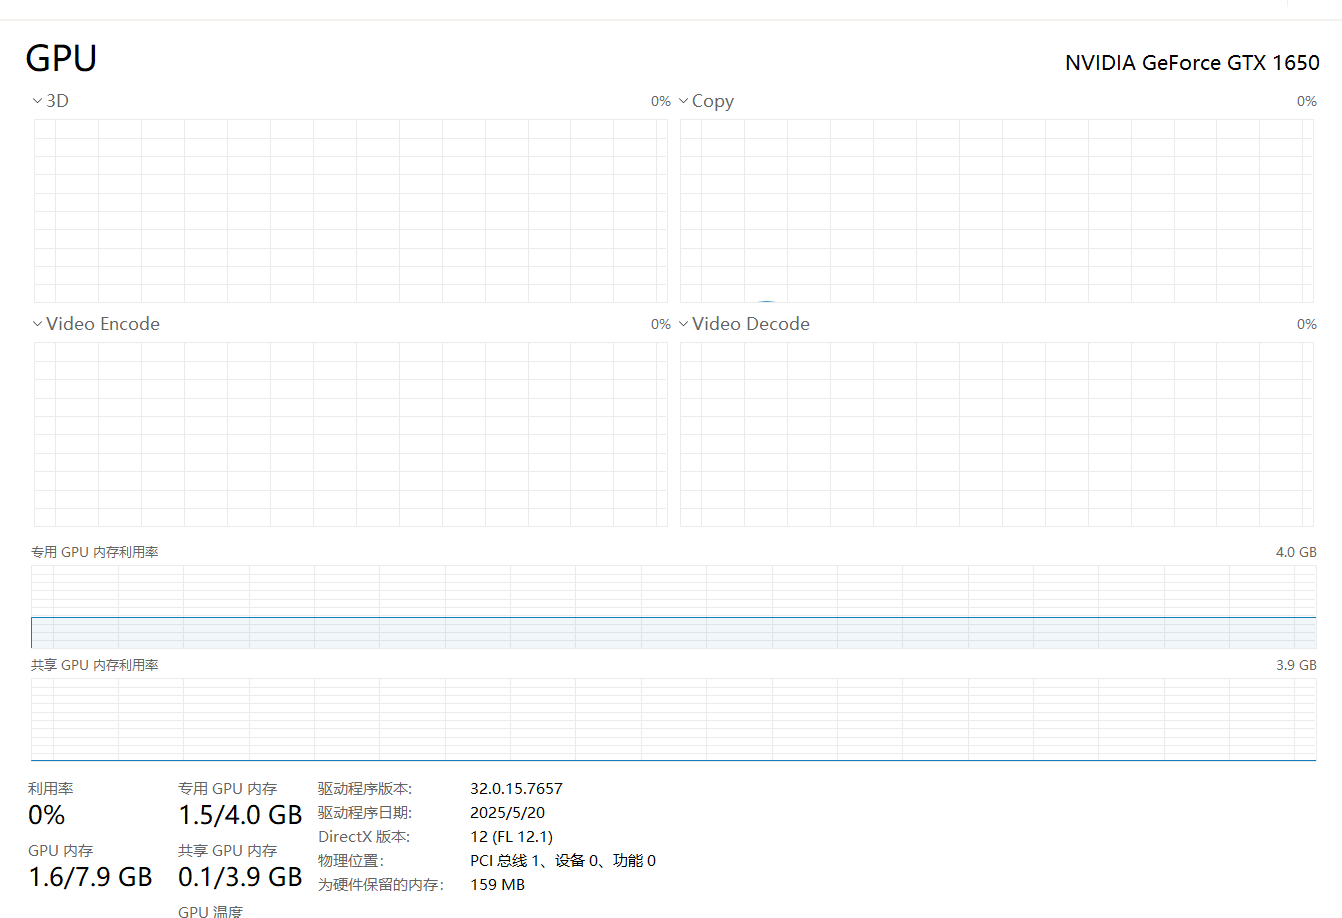 GPU
NVIDIA GeForce GTX 1650
3D 0%
Copy 0%
Video Encode 0%
Video Decode 0%
专用 GPU 内存利用率 4.0 GB
共享 GPU 内存利用率 3.9 GB
利用率
0%
专用 GPU 内存
1.5/4.0 GB
GPU 内存
1.6/7.9 GB
共享 GPU 内存
0.1/3.9 GB
GPU 温度
驱动程序版本: 32.0.15.7657
驱动程序日期: 2025/5/20
DirectX 版本: 12 (FL 12.1)
物理位置: PCI 总线 1、设备 0、功能 0
为硬件保留的内存: 159 MB